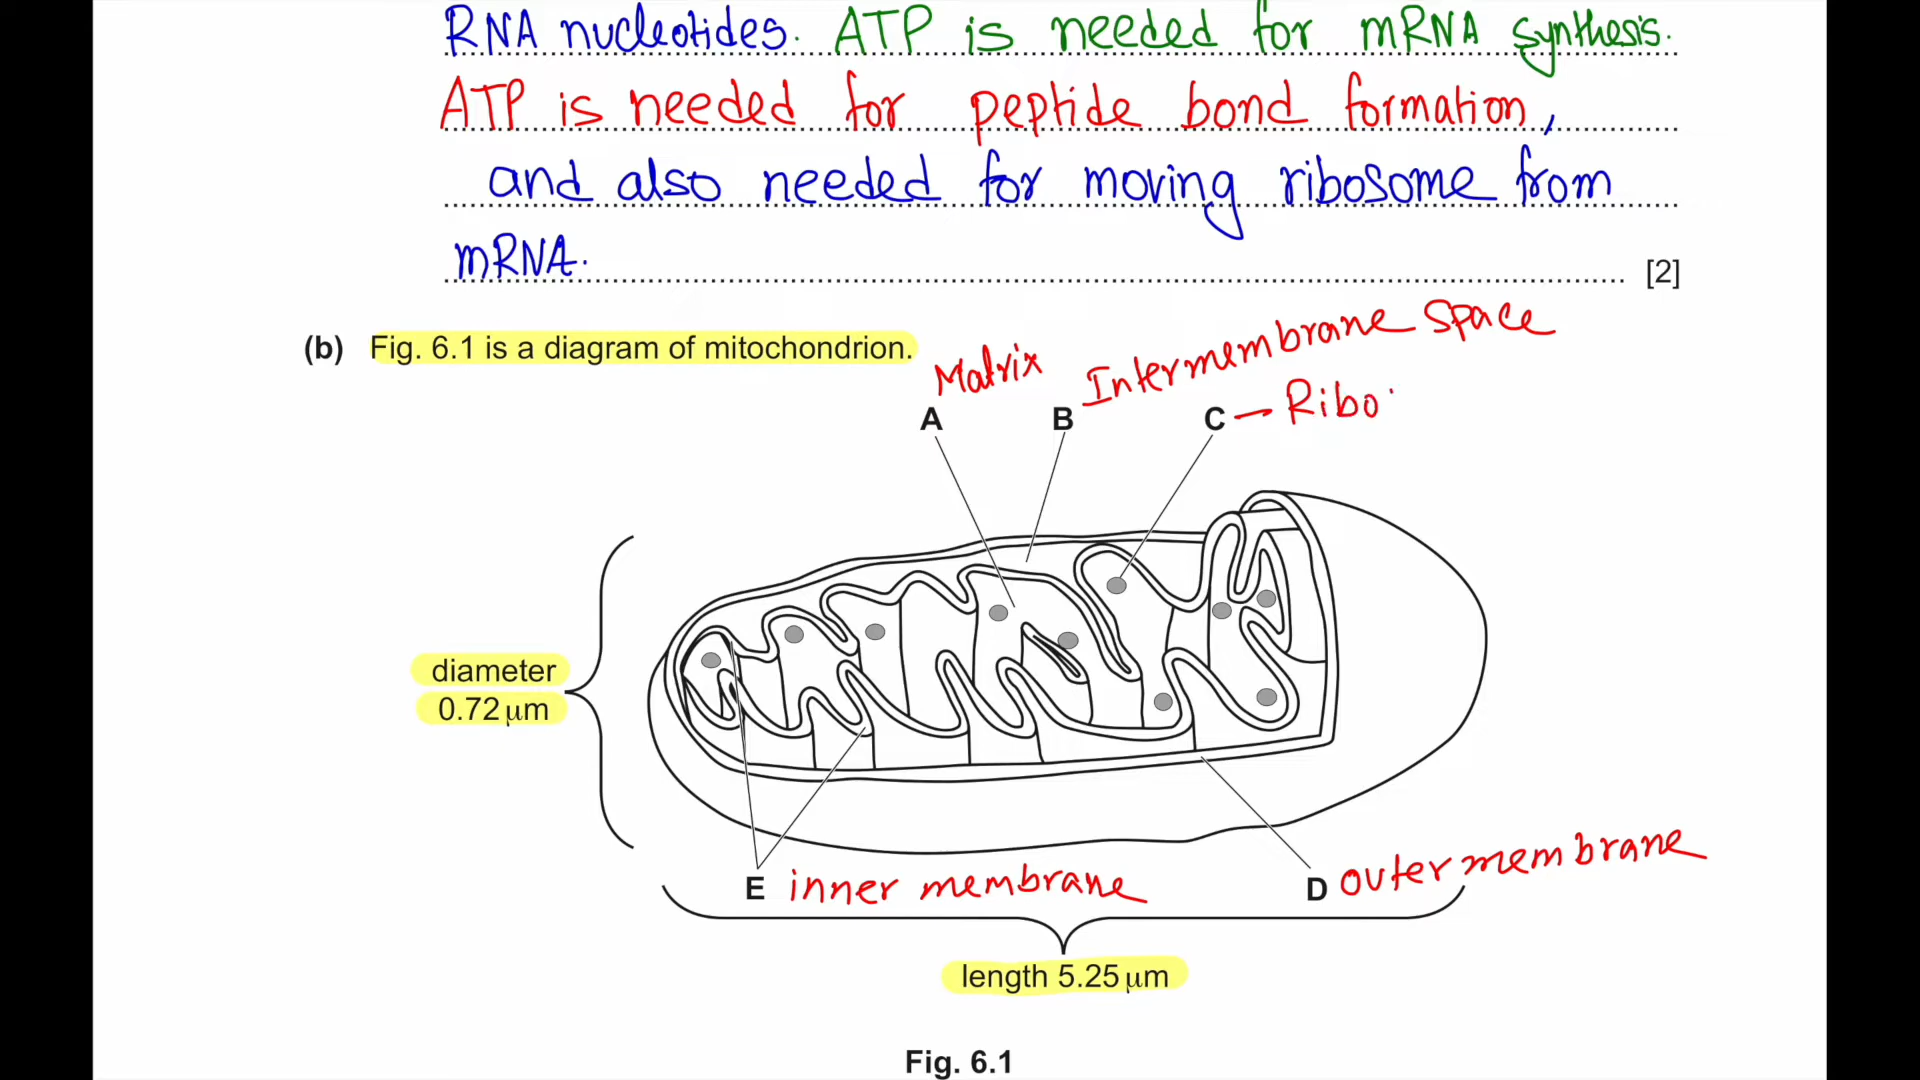 RNA nucleotides. ATP is needed for mRNA synthesis.
ATP is needed for peptide bond formation,
and also needed for moving ribosome from
mRNA.
[2]
(b) Fig. 6.1 is a diagram of mitochondrion.
Matrix
Intermembrane Space
A
B
C — Ribo.
diameter
0.72 µm
E inner membrane
D outer membrane
length 5.25 µm
Fig. 6.1